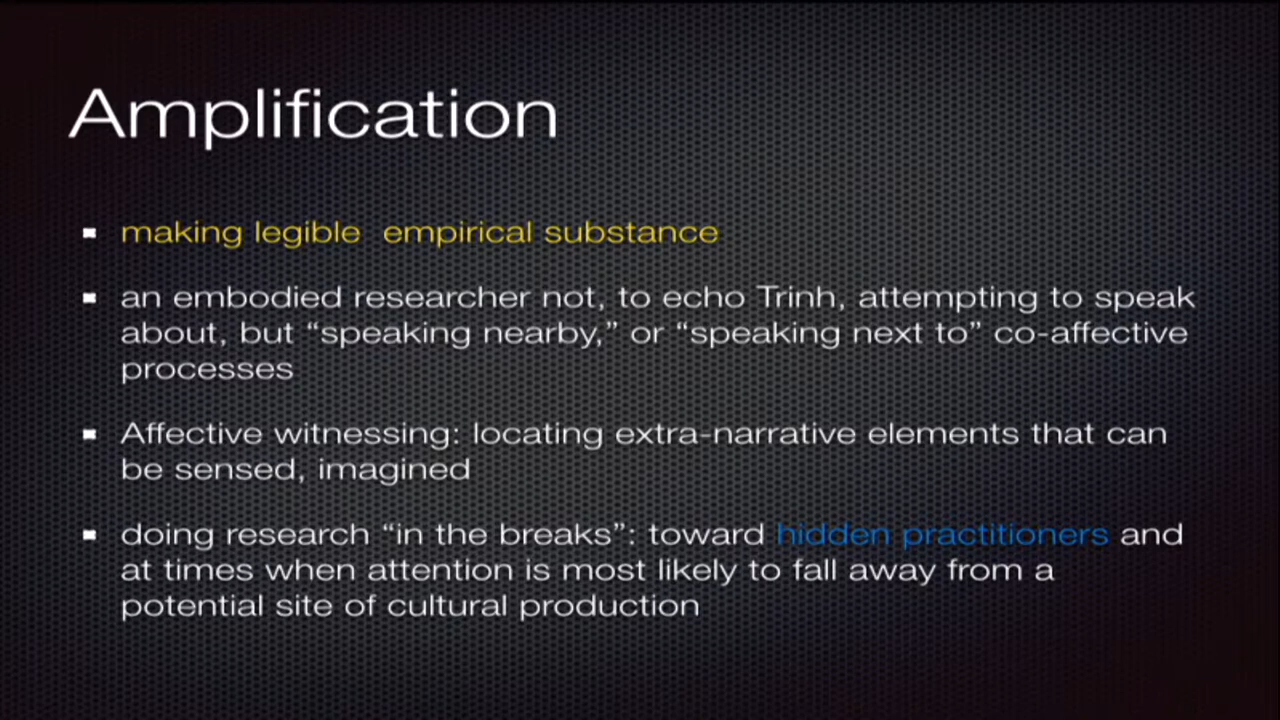 Amplification
making legible  empirical substance
an embodied researcher not, to echo Trinh, attempting to speak
about, but “speaking nearby,” or “speaking next to” co-affective
processes
Affective witnessing: locating extra-narrative elements that can
be sensed, imagined
doing research “in the breaks”: toward hidden practitioners and
at times when attention is most likely to fall away from a
potential site of cultural production